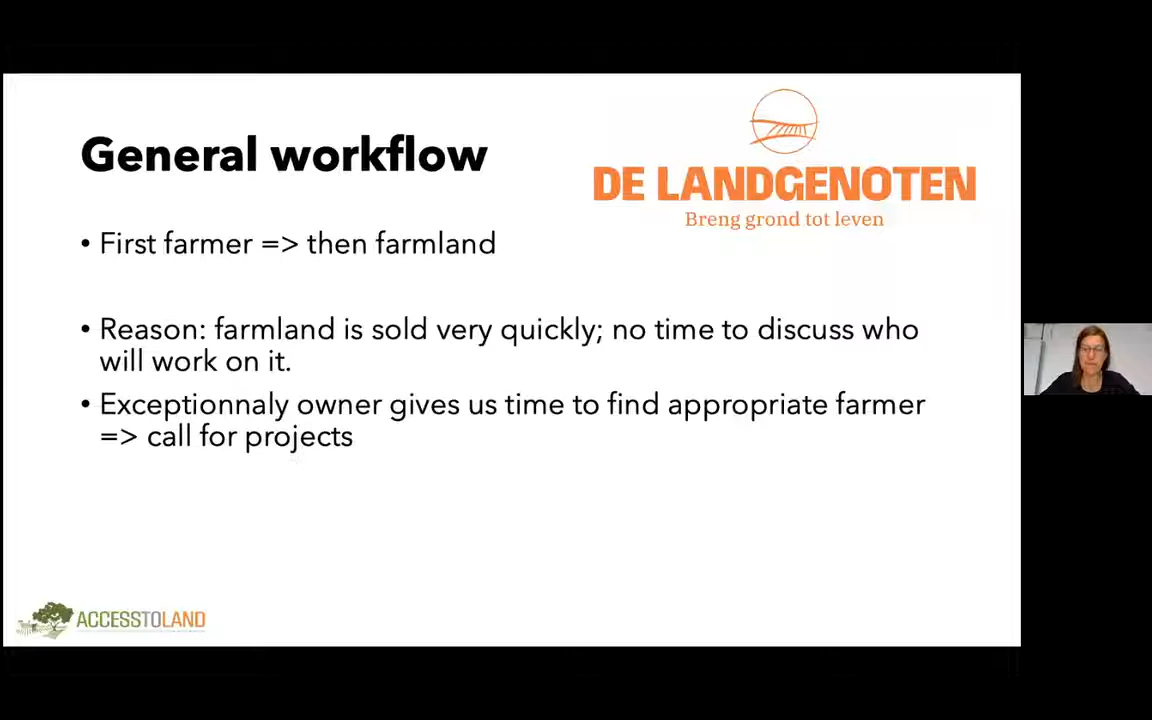 General workflow
DE LANDGENOTEN
Breng grond tot leven
• First farmer => then farmland
• Reason: farmland is sold very quickly; no time to discuss who
will work on it.
• Exceptionnaly owner gives us time to find appropriate farmer
=> call for projects
ACCESSTOLAND